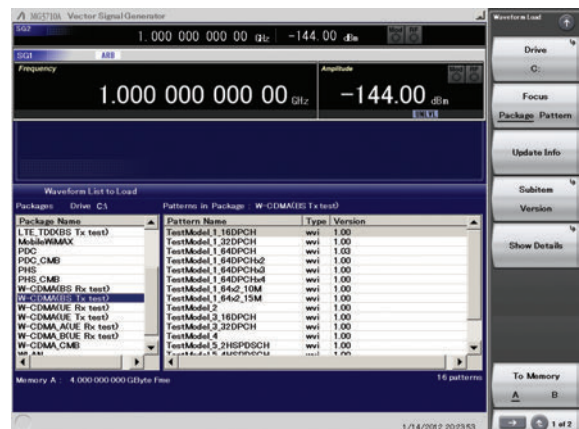 MG3710A Vector Signal Generator
SG2
1. 000 000 000 00 GHz -144. 00 dBm Mod RF
SG1 ARB
Frequency
Amplitude
1.000 000 000 00 GHz -144.00 dBm
UNLVL
Waveform List to Load
Packages Drive C:\ Patterns in Package : W-CDMA(BS Tx test)
Package Name
LTE_TDD(BS Tx test)
MobileWiMAX
PDC
PDC_CMB
PHS
PHS_CMB
W-CDMA(BS Rx test)
W-CDMA(BS Tx test)
W-CDMA(UE Rx test)
W-CDMA(UE Tx test)
W-CDMA_A(UE Rx test)
W-CDMA_B(UE Rx test)
W-CDMA_CMB
WLAN
Pattern Name Type Version
TestModel_1_16DPCH wvi 1.00
TestModel_1_32DPCH wvi 1.00
TestModel_1_64DPCH wvi 1.03
TestModel_1_64DPCHx2 wvi 1.00
TestModel_1_64DPCHx3 wvi 1.00
TestModel_1_64DPCHx4 wvi 1.00
TestModel_1_64x2_10M wvi 1.00
TestModel_1_64x2_15M wvi 1.00
TestModel_2 wvi 1.00
TestModel_3_16DPCH wvi 1.00
TestModel_3_32DPCH wvi 1.00
TestModel_4 wvi 1.00
TestModel_5_2HSPDSCH wvi 1.00
TestModel_5_4HSPDSCH wvi 1.00
Memory A : 4.000 000 000 GByte Free
16 patterns
1/14/2012 20:23:53
Waveform Load
Drive
C:
Focus
Package Pattern
Update Info
Subitem
Version
Show Details
To Memory
A B
1 of 2